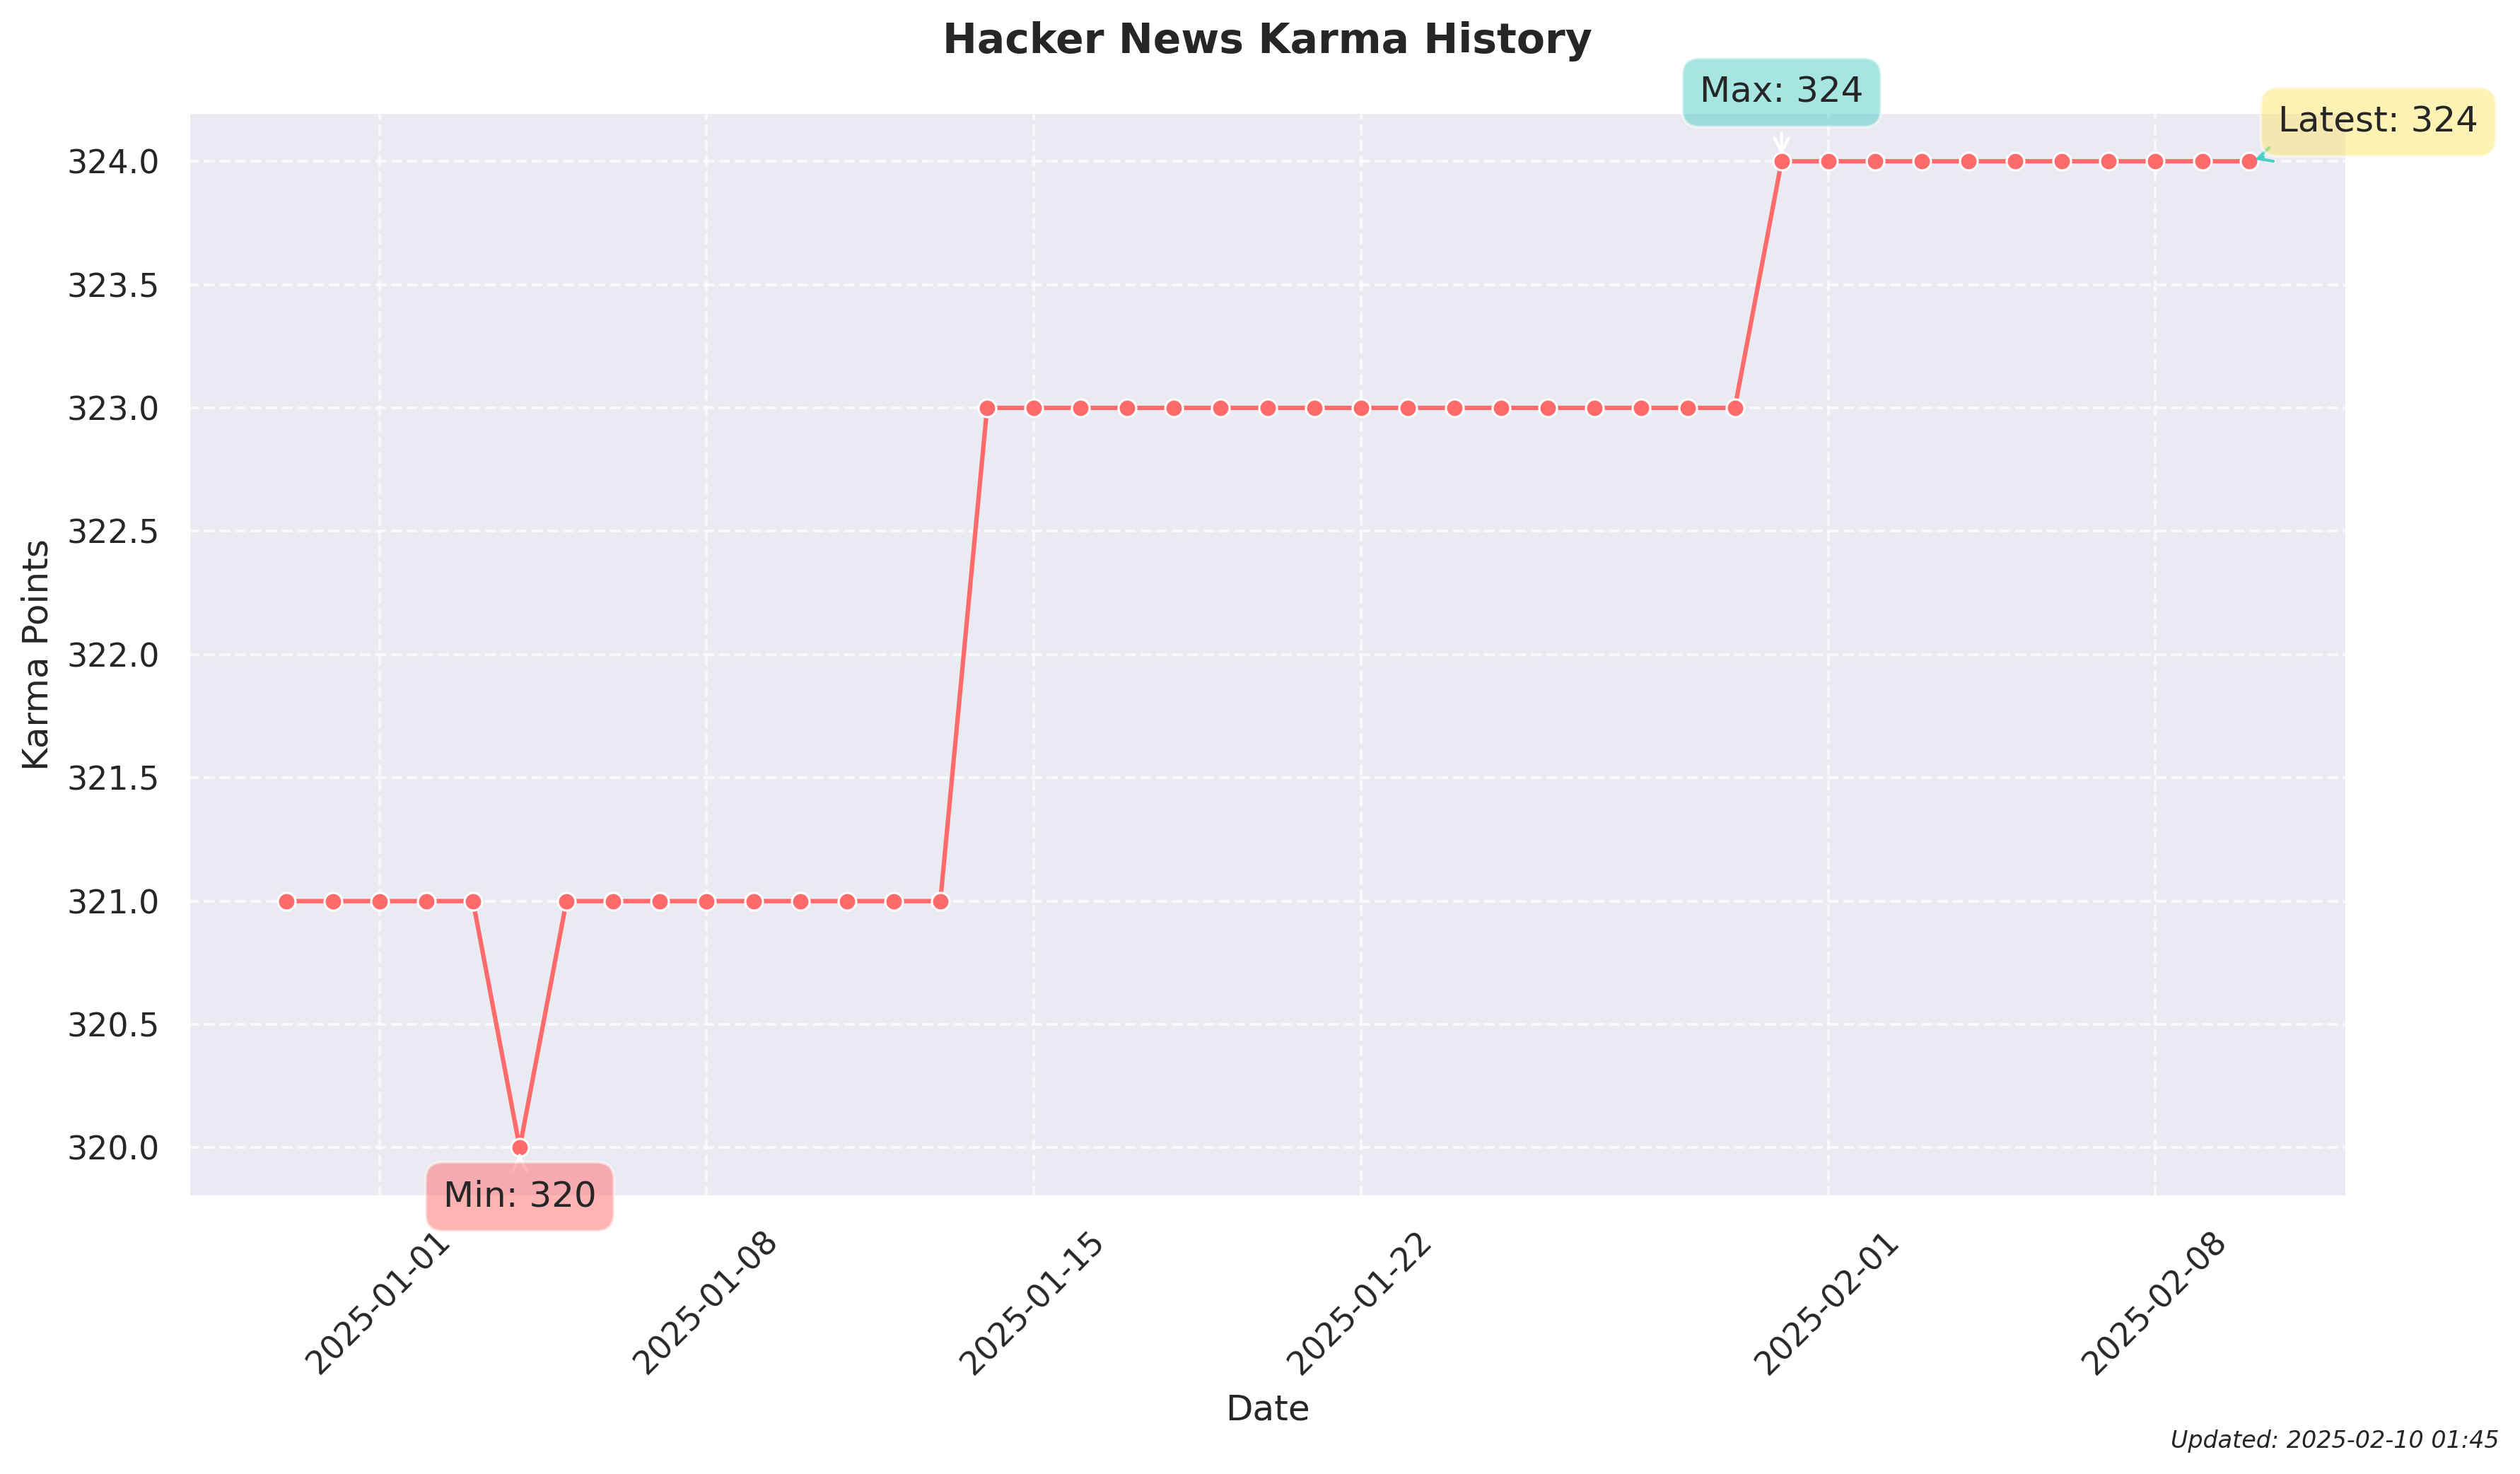 Hacker News Karma History
Max: 324
Latest: 324
324.0
323.5
323.0
322.5
322.0
321.5
321.0
320.5
320.0
Karma Points
Min: 320
2025-01-01
2025-01-08
2025-01-15
2025-01-22
2025-02-01
2025-02-08
Date
Updated: 2025-02-10 01:45